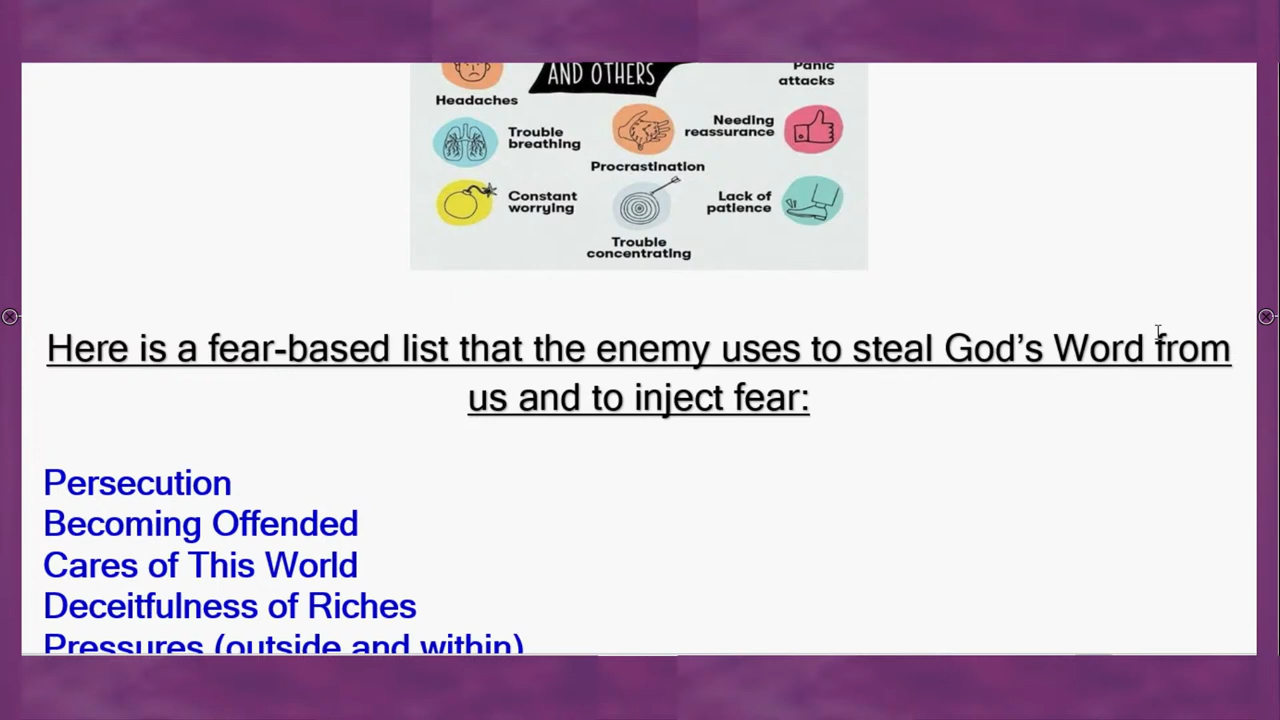 AND OTHERS
Panic
attacks
Headaches
Trouble
breathing
Needing
reassurance
Procrastination
Constant
worrying
Lack of
patience
Trouble
concentrating
Here is a fear-based list that the enemy uses to steal God’s Word from
us and to inject fear:
Persecution
Becoming Offended
Cares of This World
Deceitfulness of Riches
Pressures (outside and within)